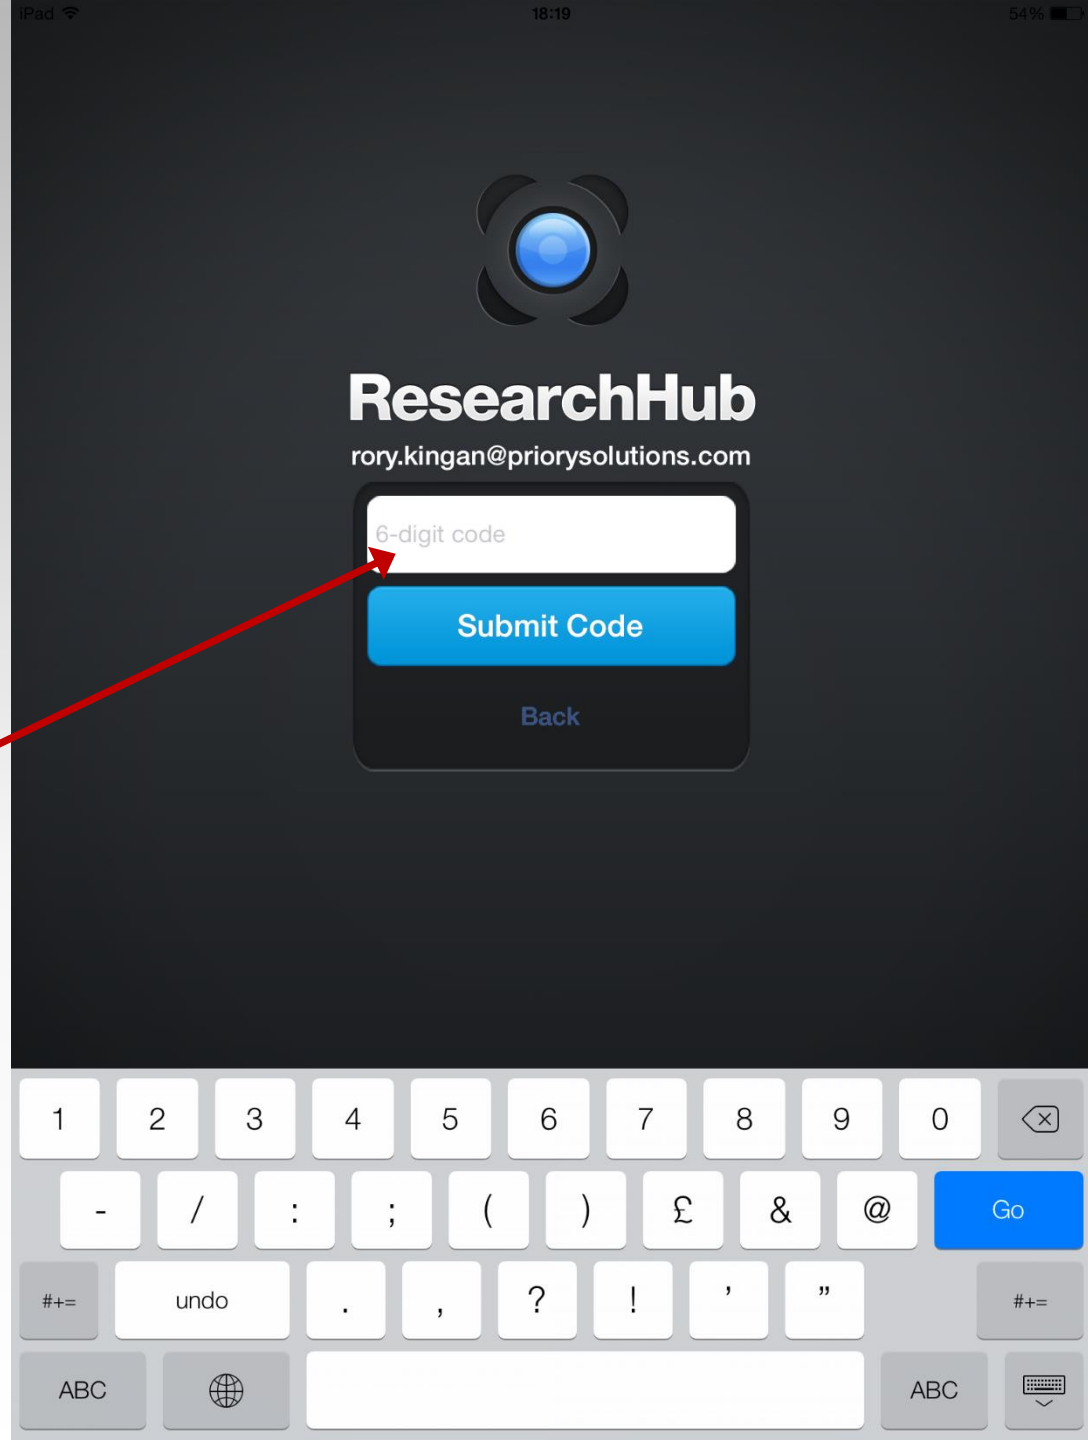 iPad 18:19 54%
ResearchHub
rory.kingan@priorysolutions.com
6-digit code
Submit Code
Back
1 2 3 4 5 6 7 8 9 0
- / : ; ( ) £ & @ Go
#+= undo . , ? ! ’ ” #+=
ABC ABC